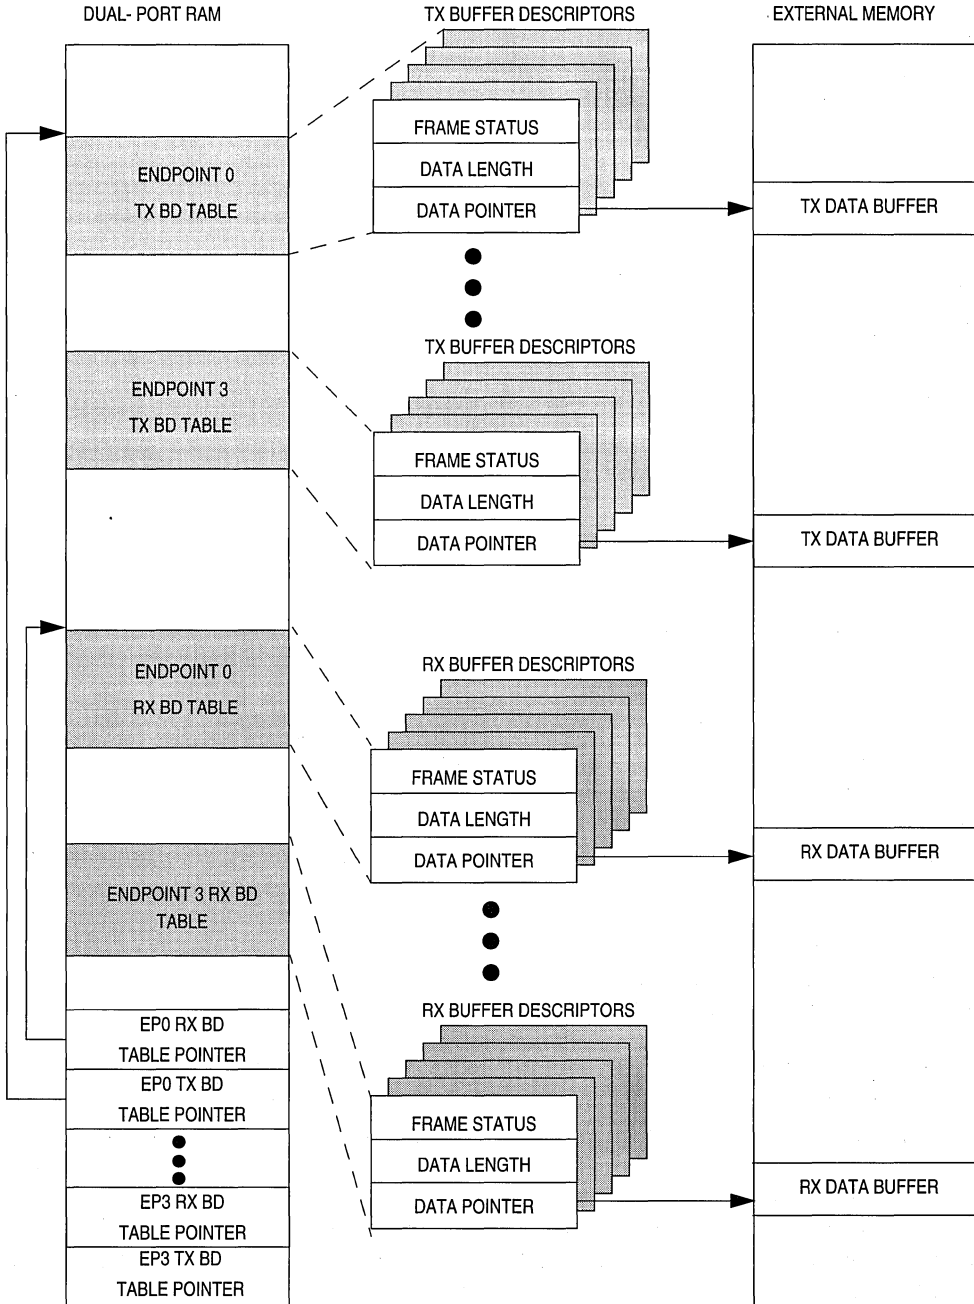 DUAL- PORT RAM
TX BUFFER DESCRIPTORS
EXTERNAL MEMORY
FRAME STATUS
DATA LENGTH
DATA POINTER
ENDPOINT 0
TX BD TABLE
TX DATA BUFFER
TX BUFFER DESCRIPTORS
ENDPOINT 3
TX BD TABLE
FRAME STATUS
DATA LENGTH
DATA POINTER
TX DATA BUFFER
RX BUFFER DESCRIPTORS
ENDPOINT 0
RX BD TABLE
FRAME STATUS
DATA LENGTH
DATA POINTER
RX DATA BUFFER
ENDPOINT 3 RX BD
TABLE
RX BUFFER DESCRIPTORS
EP0 RX BD
TABLE POINTER
EP0 TX BD
TABLE POINTER
FRAME STATUS
DATA LENGTH
DATA POINTER
RX DATA BUFFER
EP3 RX BD
TABLE POINTER
EP3 TX BD
TABLE POINTER